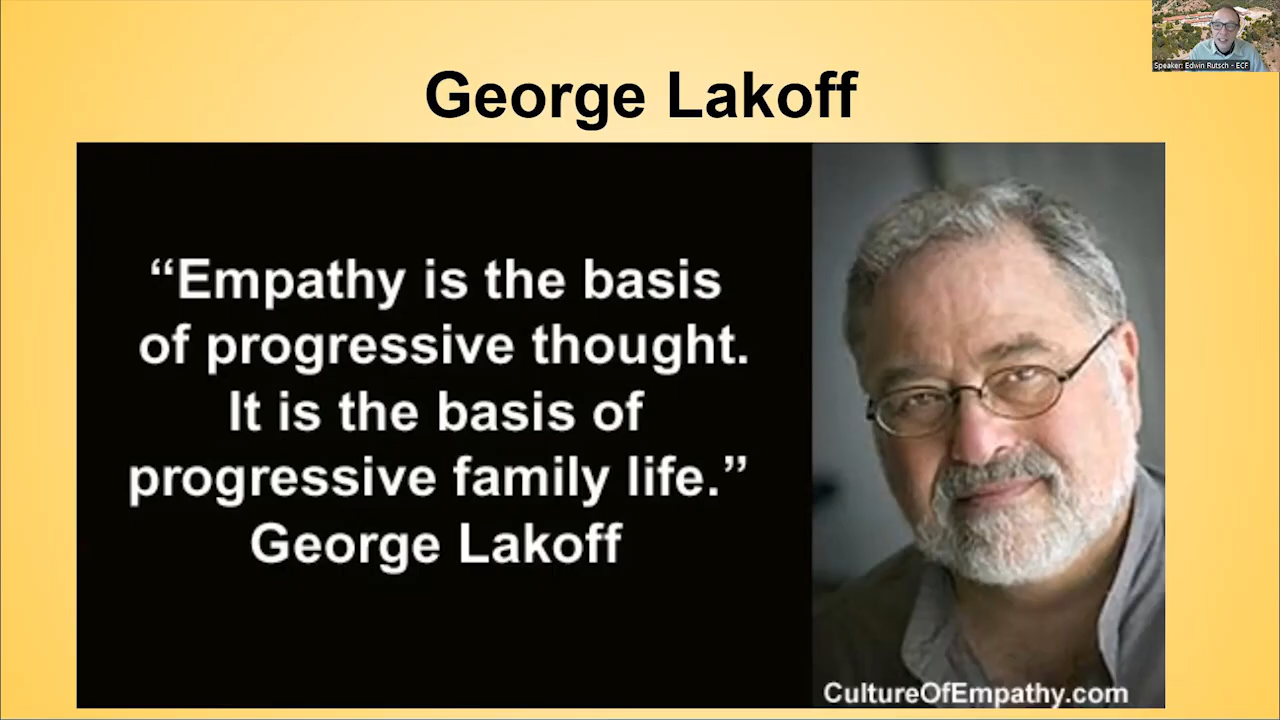 Speaker: Edwin Rutsch - ECF
George Lakoff
“Empathy is the basis
of progressive thought.
It is the basis of
progressive family life.”
George Lakoff
CultureOfEmpathy.com